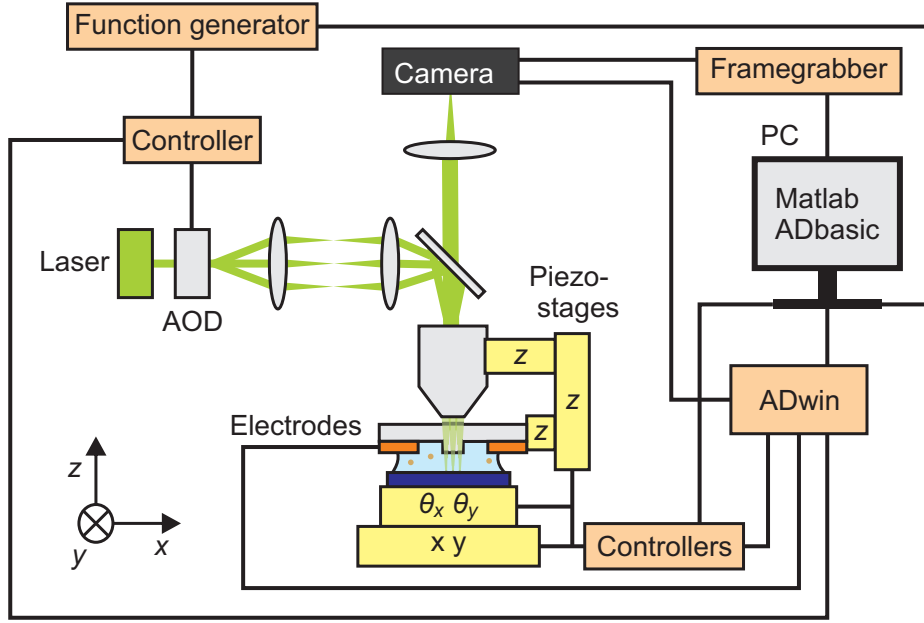 Function generator
Camera
Framegrabber
Controller
PC
Matlab
ADbasic
Laser
AOD
Piezo-
stages
z
z
z
ADwin
Electrodes
θx θy
x y
Controllers
z
y
x